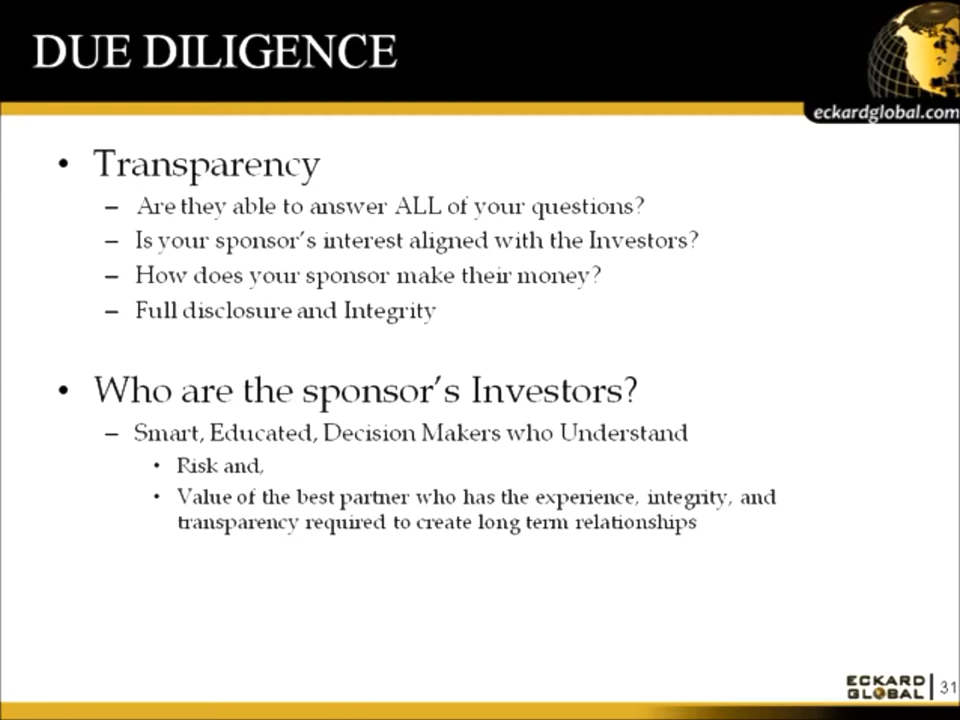 DUE DILIGENCE
eckardglobal.com
• Transparency
– Are they able to answer ALL of your questions?
– Is your sponsor's interest aligned with the Investors?
– How does your sponsor make their money?
– Full disclosure and Integrity
• Who are the sponsor's Investors?
– Smart, Educated, Decision Makers who Understand
• Risk and,
• Value of the best partner who has the experience, integrity, and
transparency required to create long term relationships
ECKARD
GLOBAL
31